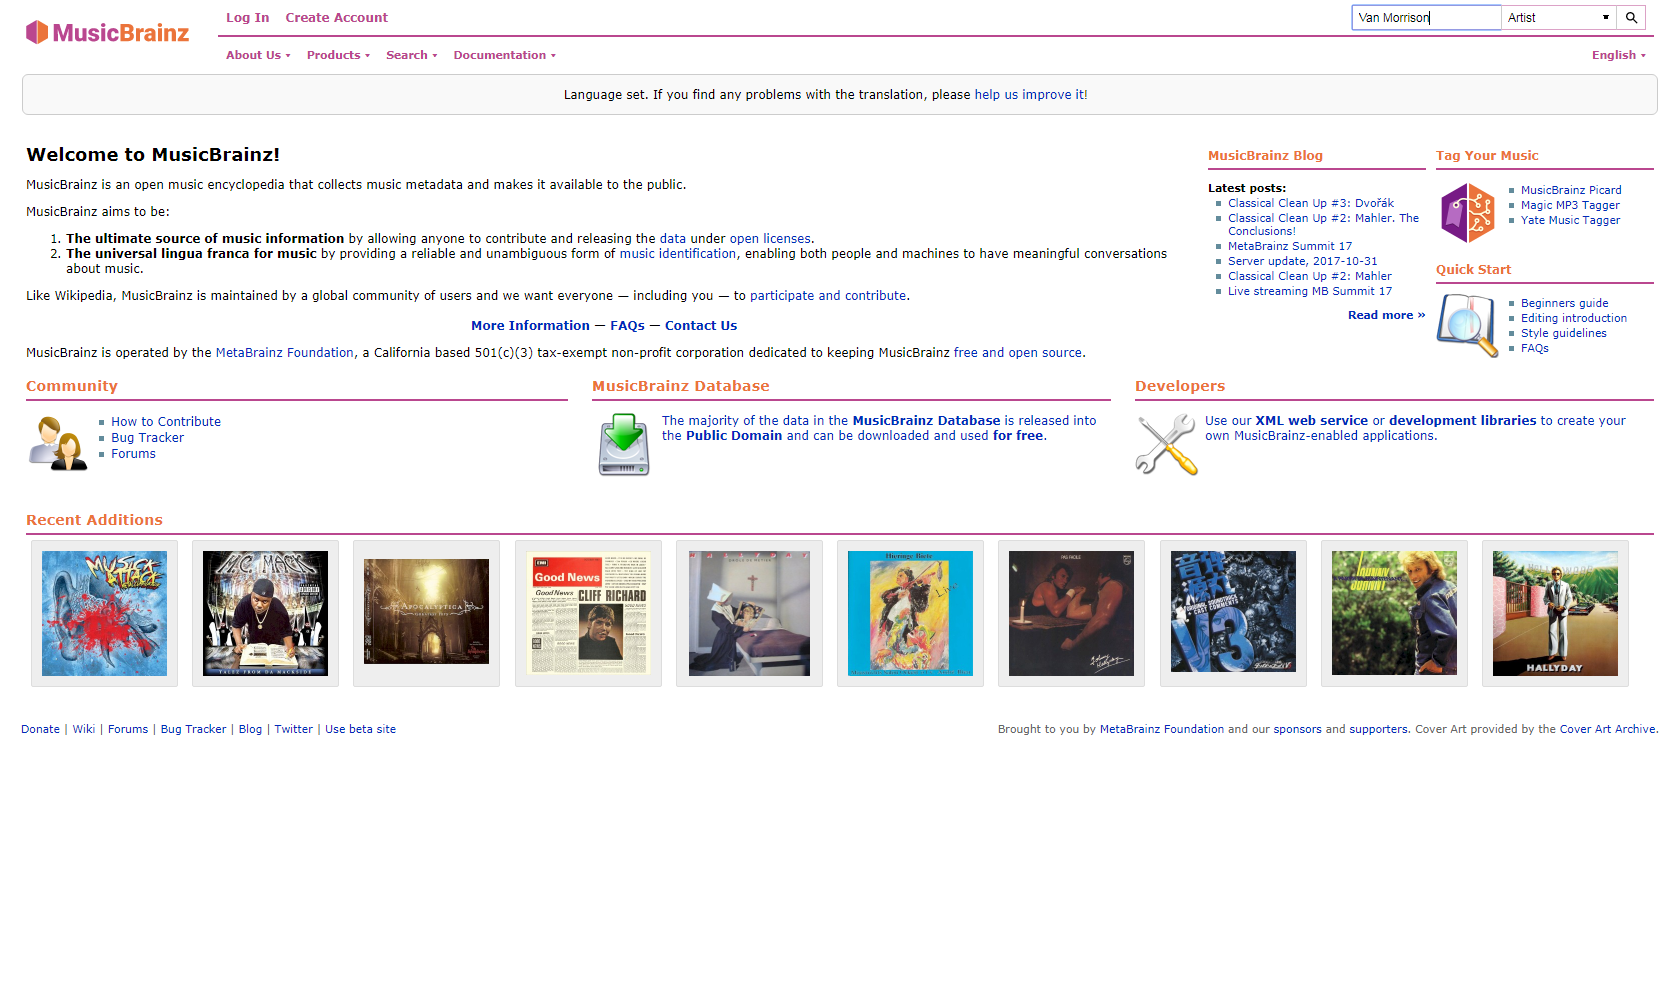 MusicBrainz
Log In Create Account
Van Morrison Artist
About Us Products Search Documentation
English
Language set. If you find any problems with the translation, please help us improve it!
Welcome to MusicBrainz!
MusicBrainz is an open music encyclopedia that collects music metadata and makes it available to the public.
MusicBrainz aims to be:
1. The ultimate source of music information by allowing anyone to contribute and releasing the data under open licenses.
2. The universal lingua franca for music by providing a reliable and unambiguous form of music identification, enabling both people and machines to have meaningful conversations
about music.
Like Wikipedia, MusicBrainz is maintained by a global community of users and we want everyone — including you — to participate and contribute.
More Information — FAQs — Contact Us
MusicBrainz is operated by the MetaBrainz Foundation, a California based 501(c)(3) tax-exempt non-profit corporation dedicated to keeping MusicBrainz free and open source.
MusicBrainz Blog
Latest posts:
Classical Clean Up #3: Dvořák
Classical Clean Up #2: Mahler. The
Conclusions!
MetaBrainz Summit 17
Server update, 2017-10-31
Classical Clean Up #2: Mahler
Live streaming MB Summit 17
Read more »
Tag Your Music
MusicBrainz Picard
Magic MP3 Tagger
Yate Music Tagger
Quick Start
Beginners guide
Editing introduction
Style guidelines
FAQs
Community
How to Contribute
Bug Tracker
Forums
MusicBrainz Database
The majority of the data in the MusicBrainz Database is released into
the Public Domain and can be downloaded and used for free.
Developers
Use our XML web service or development libraries to create your
own MusicBrainz-enabled applications.
Recent Additions
MUSICK
ATTACK
H.C. MACK
TALEZ FROM DA MACKSIDE
APOCALYPTICA
EMI
Good News
Good News CLIFF RICHARD
HALLYDAY
Live
V3
HALLYDAY
Donate | Wiki | Forums | Bug Tracker | Blog | Twitter | Use beta site
Brought to you by MetaBrainz Foundation and our sponsors and supporters. Cover Art provided by the Cover Art Archive.